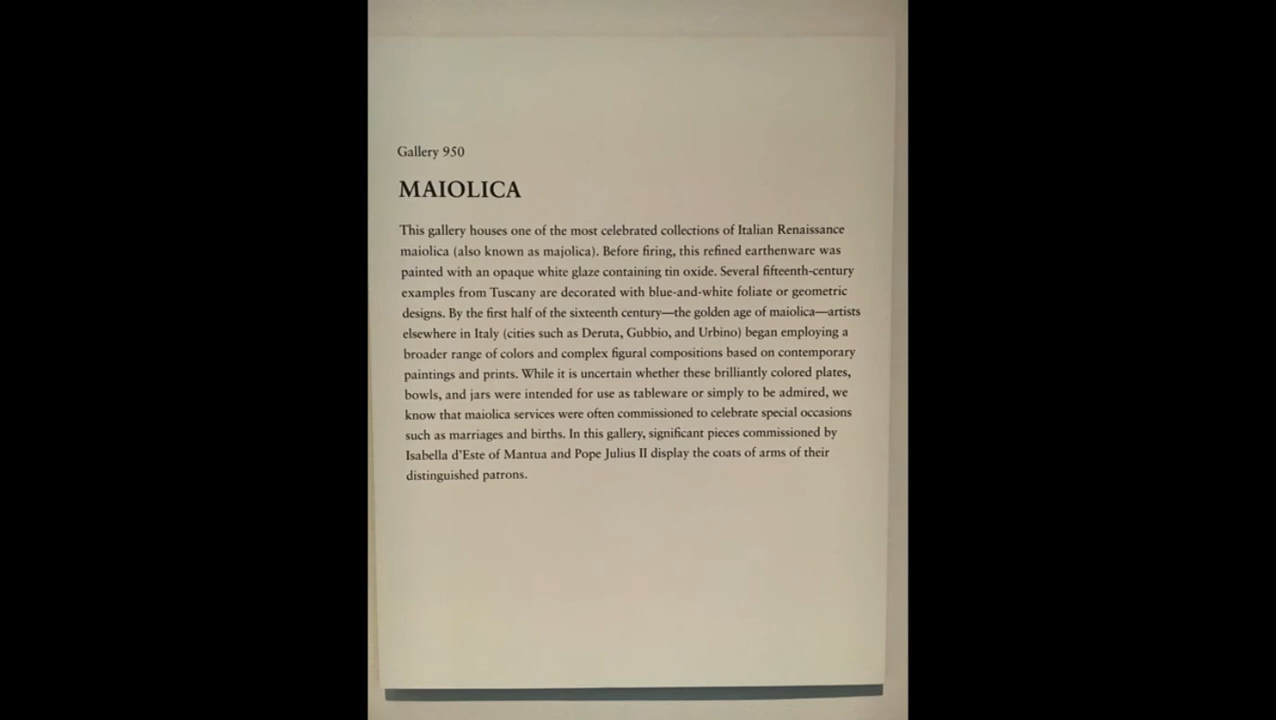 Gallery 950
MAIOLICA
This gallery houses one of the most celebrated collections of Italian Renaissance
maiolica (also known as majolica). Before firing, this refined earthenware was
painted with an opaque white glaze containing tin oxide. Several fifteenth-century
examples from Tuscany are decorated with blue-and-white foliate or geometric
designs. By the first half of the sixteenth century—the golden age of maiolica—artists
elsewhere in Italy (cities such as Deruta, Gubbio, and Urbino) began employing a
broader range of colors and complex figural compositions based on contemporary
paintings and prints. While it is uncertain whether these brilliantly colored plates,
bowls, and jars were intended for use as tableware or simply to be admired, we
know that maiolica services were often commissioned to celebrate special occasions
such as marriages and births. In this gallery, significant pieces commissioned by
Isabella d'Este of Mantua and Pope Julius II display the coats of arms of their
distinguished patrons.